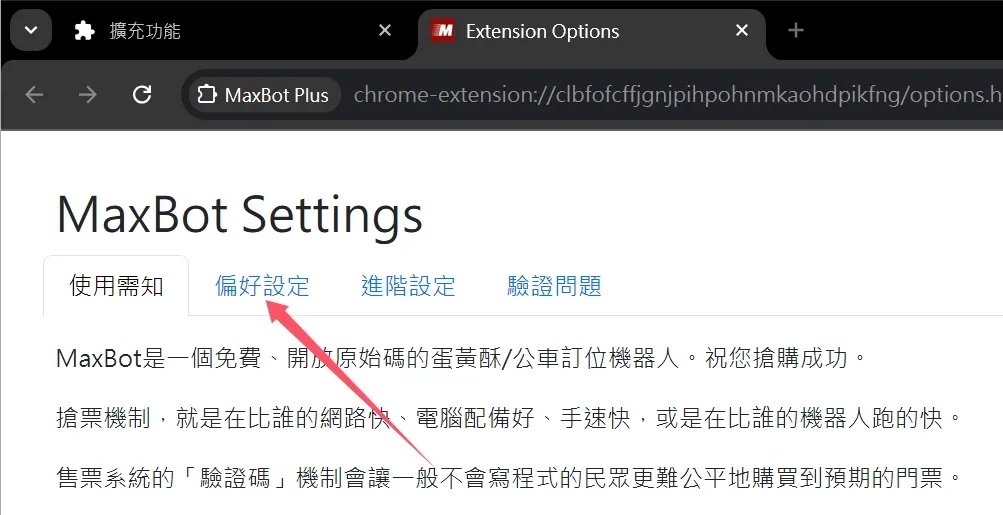 擴充功能
Extension Options
MaxBot Plus
chrome-extension://clbfofcffjgnjpihpohnmkaohdpikfng/options.h
MaxBot Settings
使用需知 偏好設定 進階設定 驗證問題
MaxBot是一個免費、開放原始碼的蛋黃酥/公車訂位機器人。祝您搶購成功。
搶票機制，就是在比誰的網路快、電腦配備好、手速快，或是在比誰的機器人跑的快。
售票系統的「驗證碼」機制會讓一般不會寫程式的民眾更難公平地購買到預期的門票。